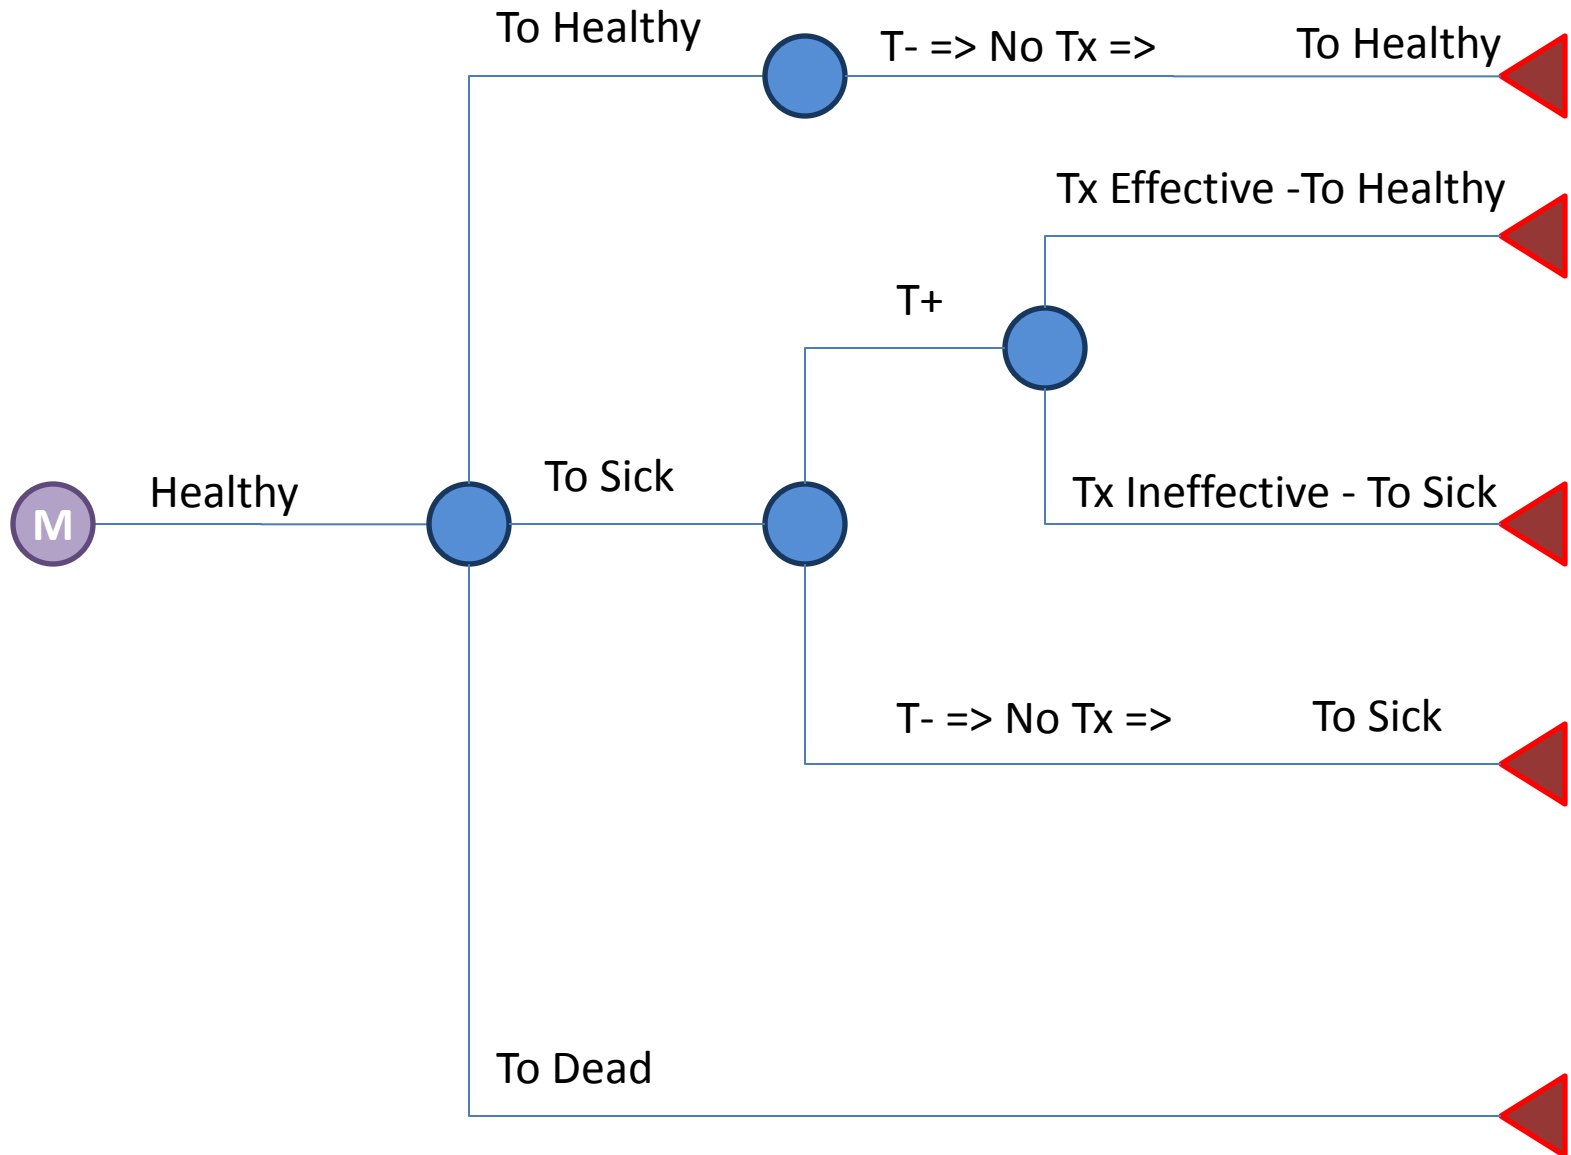 To Healthy
T- => No Tx =>
To Healthy
Tx Effective -To Healthy
T+
M
Healthy
To Sick
Tx Ineffective - To Sick
T- => No Tx =>
To Sick
To Dead